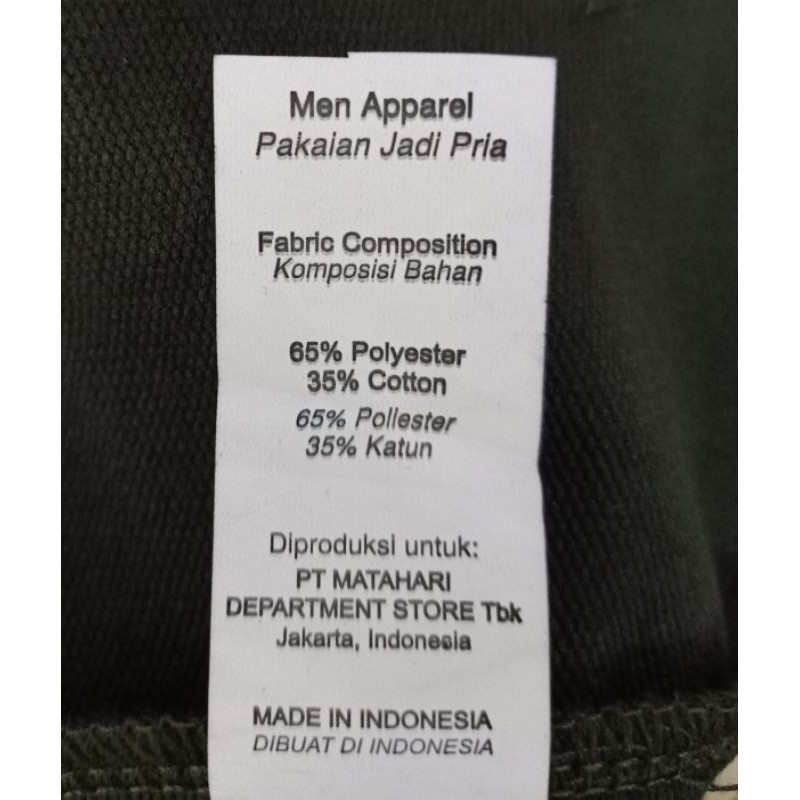 Men Apparel
Pakaian Jadi Pria
Fabric Composition
Komposisi Bahan
65% Polyester
35% Cotton
65% Poliester
35% Katun
Diproduksi untuk:
PT MATAHARI
DEPARTMENT STORE Tbk
Jakarta, Indonesia
MADE IN INDONESIA
DIBUAT DI INDONESIA